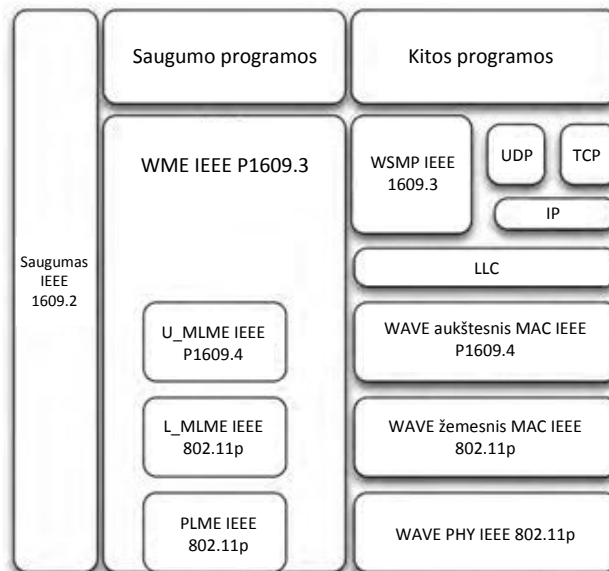 Saugumo programos
Kitos programos
Saugumas
IEEE
1609.2
WME IEEE P1609.3
WSMP IEEE
1609.3
UDP
TCP
IP
LLC
U_MLME IEEE
P1609.4
WAVE aukštesnis MAC IEEE
P1609.4
L_MLME IEEE
802.11p
WAVE žemesnis MAC IEEE
802.11p
PLME IEEE
802.11p
WAVE PHY IEEE 802.11p